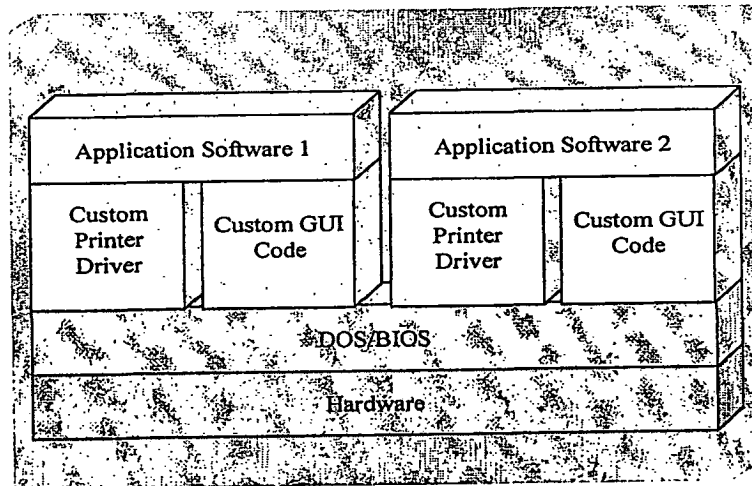 Application Software 1
Application Software 2
Custom
Printer
Driver
Custom GUI
Code
Custom
Printer
Driver
Custom GUI
Code
DOS/BIOS
Hardware